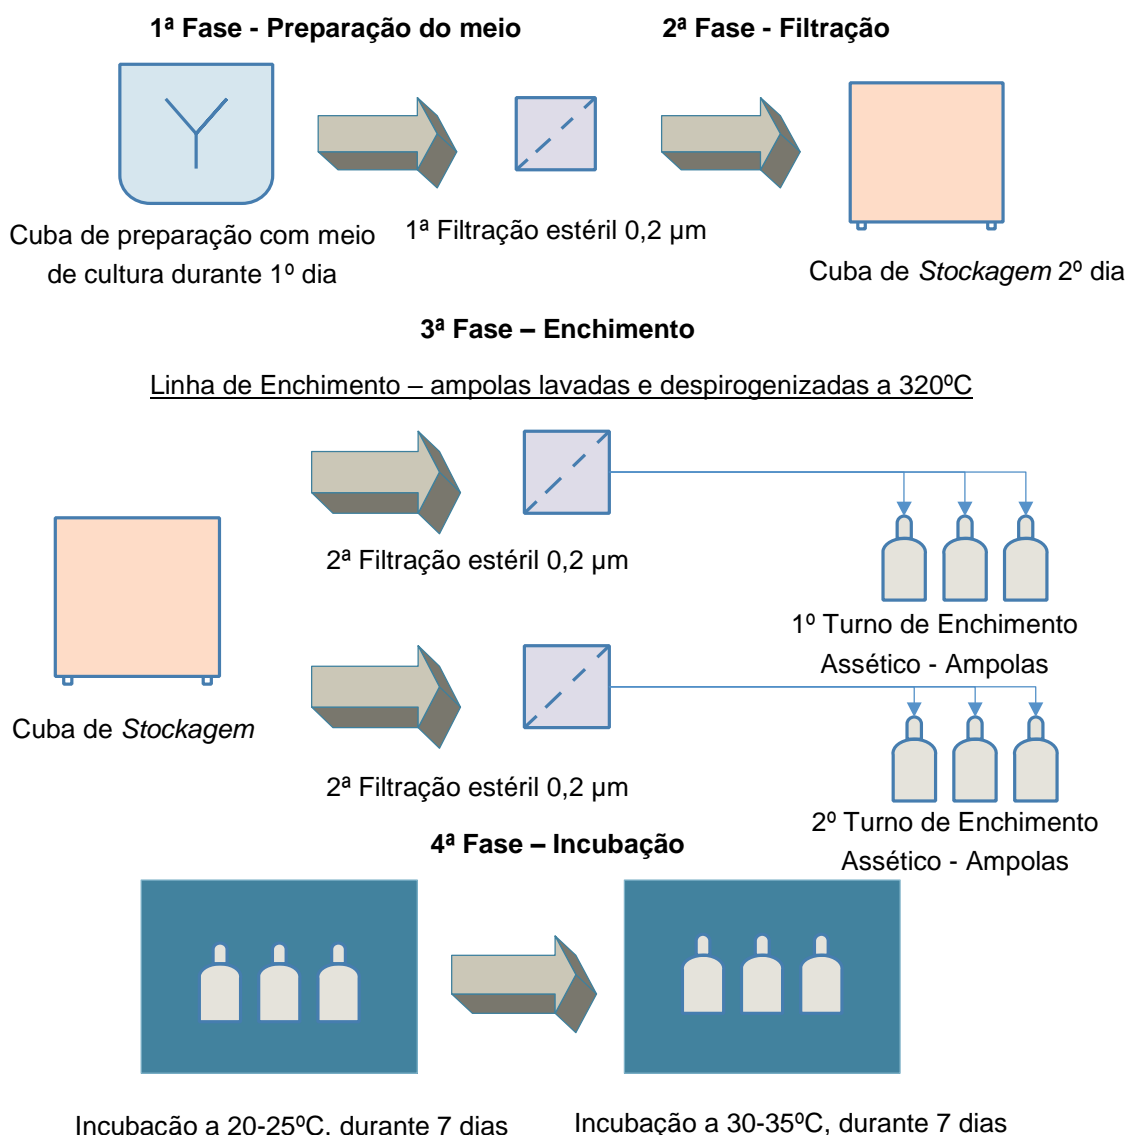 1ª Fase - Preparação do meio
2ª Fase - Filtração
Cuba de preparação com meio
de cultura durante 1º dia
1ª Filtração estéril 0,2 µm
Cuba de Stockagem 2º dia
3ª Fase – Enchimento
Linha de Enchimento – ampolas lavadas e despirogenizadas a 320ºC
2ª Filtração estéril 0,2 µm
1º Turno de Enchimento
Assético - Ampolas
Cuba de Stockagem
2ª Filtração estéril 0,2 µm
2º Turno de Enchimento
Assético - Ampolas
4ª Fase – Incubação
Incubação a 20-25ºC, durante 7 dias
Incubação a 30-35ºC, durante 7 dias